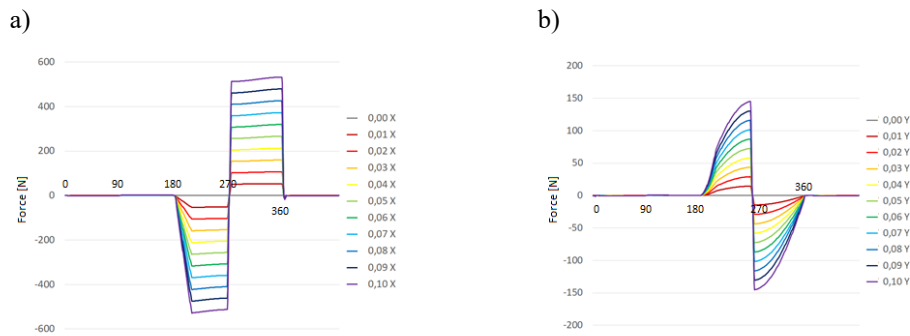 a)
600
400
200
0
-200
-400
-600
Force [N]
0
90
180
270
360
0,00 X
0,01 X
0,02 X
0,03 X
0,04 X
0,05 X
0,06 X
0,07 X
0,08 X
0,09 X
0,10 X
b)
200
150
100
50
0
-50
-100
-150
-200
Force [N]
0
90
180
270
360
0,00 Y
0,01 Y
0,02 Y
0,03 Y
0,04 Y
0,05 Y
0,06 Y
0,07 Y
0,08 Y
0,09 Y
0,10 Y